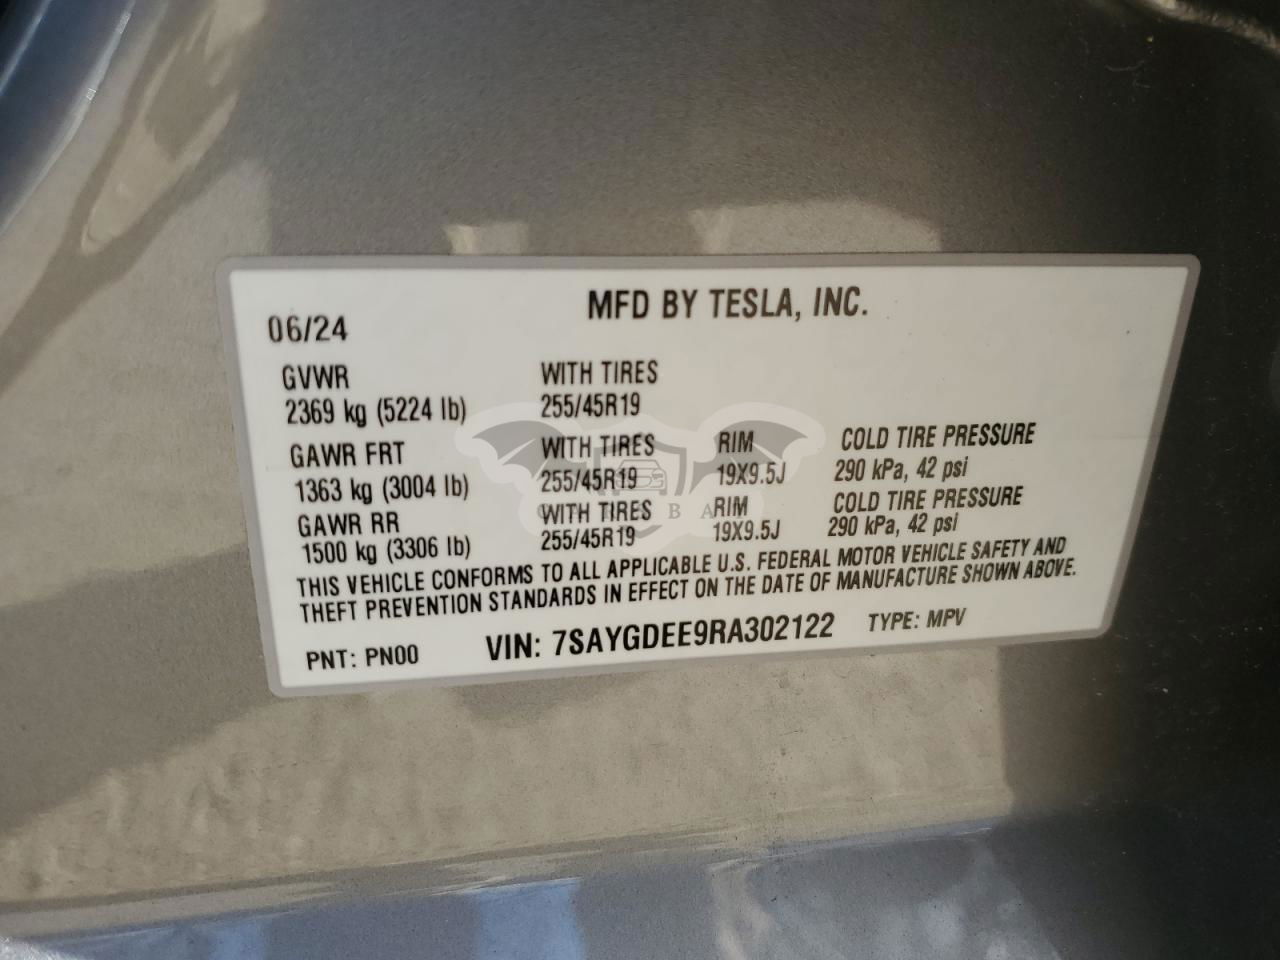 MFD BY TESLA, INC.
06/24
GVWR WITH TIRES
2369 kg (5224 lb) 255/45R19
GAWR FRT WITH TIRES RIM COLD TIRE PRESSURE
1363 kg (3004 lb) 255/45R19 19X9.5J 290 kPa, 42 psi
GAWR RR WITH TIRES RIM COLD TIRE PRESSURE
1500 kg (3306 lb) 255/45R19 19X9.5J 290 kPa, 42 psi
THIS VEHICLE CONFORMS TO ALL APPLICABLE U.S. FEDERAL MOTOR VEHICLE SAFETY AND
THEFT PREVENTION STANDARDS IN EFFECT ON THE DATE OF MANUFACTURE SHOWN ABOVE.
PNT: PN00 VIN: 7SAYGDEE9RA302122 TYPE: MPV